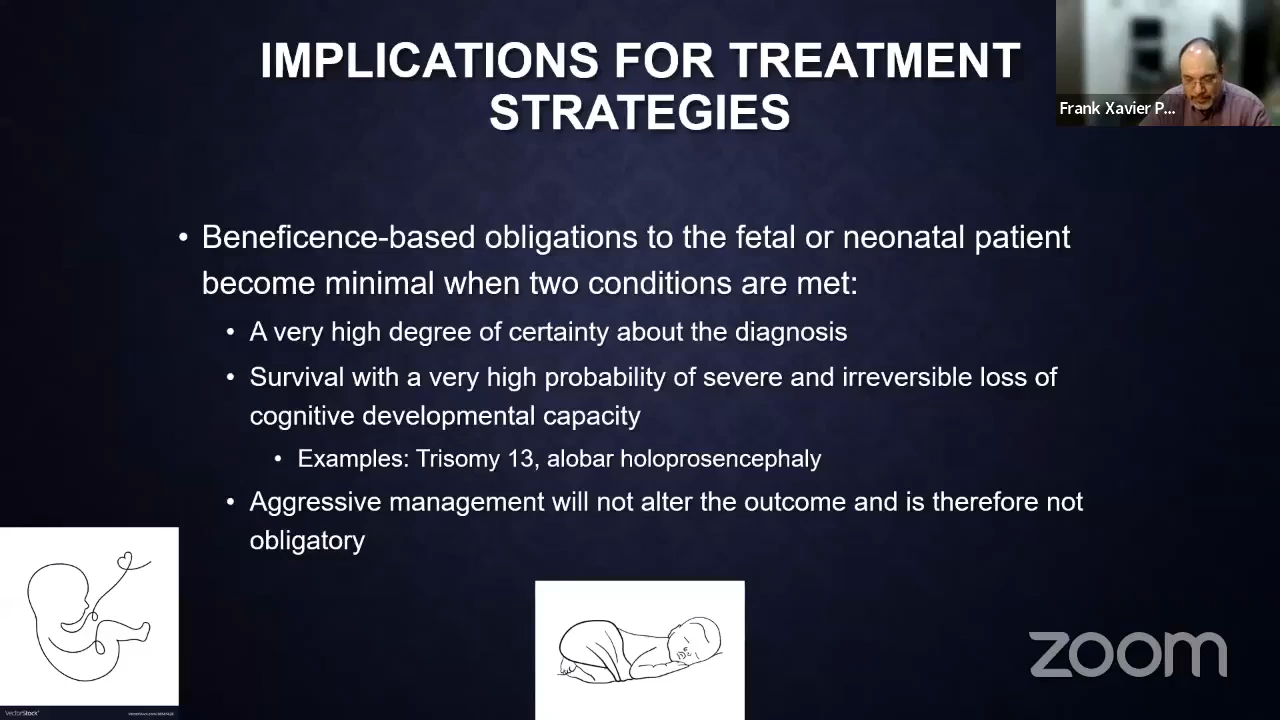 IMPLICATIONS FOR TREATMENT
STRATEGIES
Frank Xavier P...
• Beneficence-based obligations to the fetal or neonatal patient
become minimal when two conditions are met:
• A very high degree of certainty about the diagnosis
• Survival with a very high probability of severe and irreversible loss of
cognitive developmental capacity
• Examples: Trisomy 13, alobar holoprosencephaly
• Aggressive management will not alter the outcome and is therefore not
obligatory
zoom
VectorStock